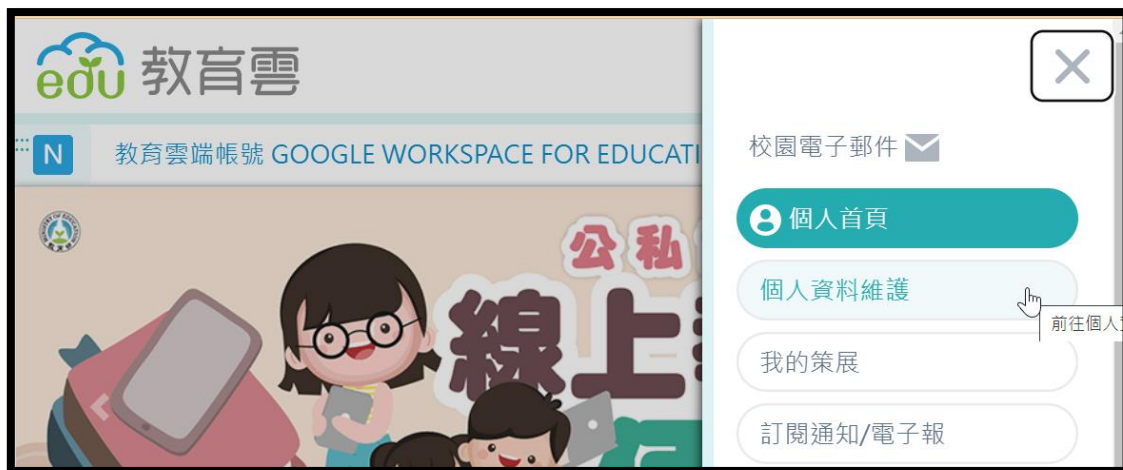 edu 教育雲
N 教育雲端帳號 GOOGLE WORKSPACE FOR EDUCATI
校園電子郵件
個人首頁
個人資料維護
前往個人
我的策展
訂閱通知/電子報
公私
線上